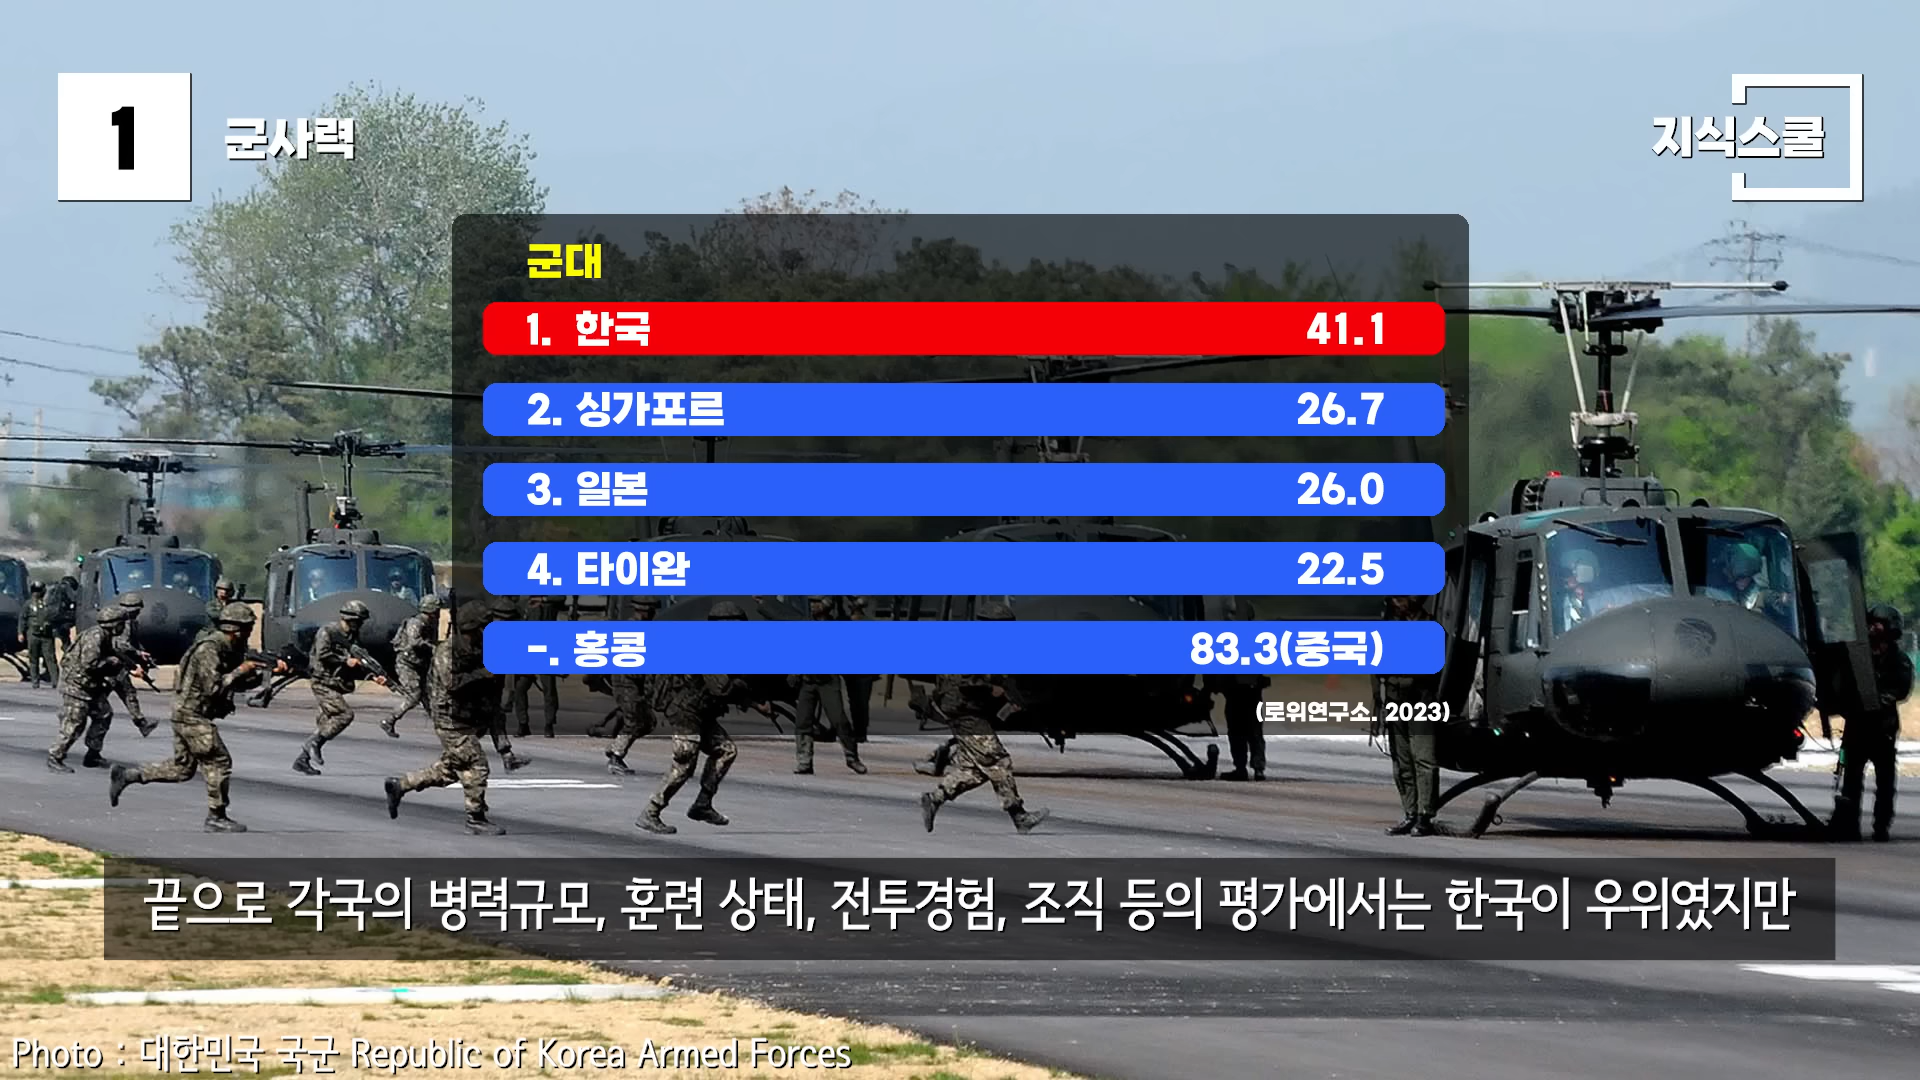 1 군사력
지식스쿨
군대
1. 한국 41.1
2. 싱가포르 26.7
3. 일본 26.0
4. 타이완 22.5
-. 홍콩 83.3(중국)
(로위연구소. 2023)
끝으로 각국의 병력규모, 훈련 상태, 전투경험, 조직 등의 평가에서는 한국이 우위였지만
Photo : 대한민국 국군 Republic of Korea Armed Forces